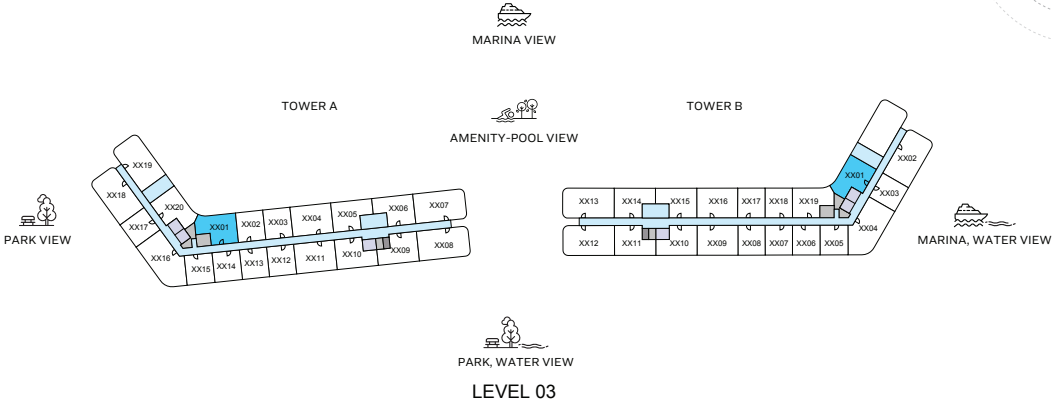 MARINA VIEW
TOWER A
TOWER B
AMENITY-POOL VIEW
XX19
XX18
XX20
XX17
XX16
XX01
XX02
XX03
XX04
XX05
XX06
XX07
XX15
XX14
XX13
XX12
XX11
XX10
XX09
XX08
XX13
XX14
XX15
XX16
XX17
XX18
XX19
XX01
XX02
XX03
XX04
XX12
XX11
XX10
XX09
XX08
XX07
XX06
XX05
PARK VIEW
MARINA, WATER VIEW
PARK, WATER VIEW
LEVEL 03